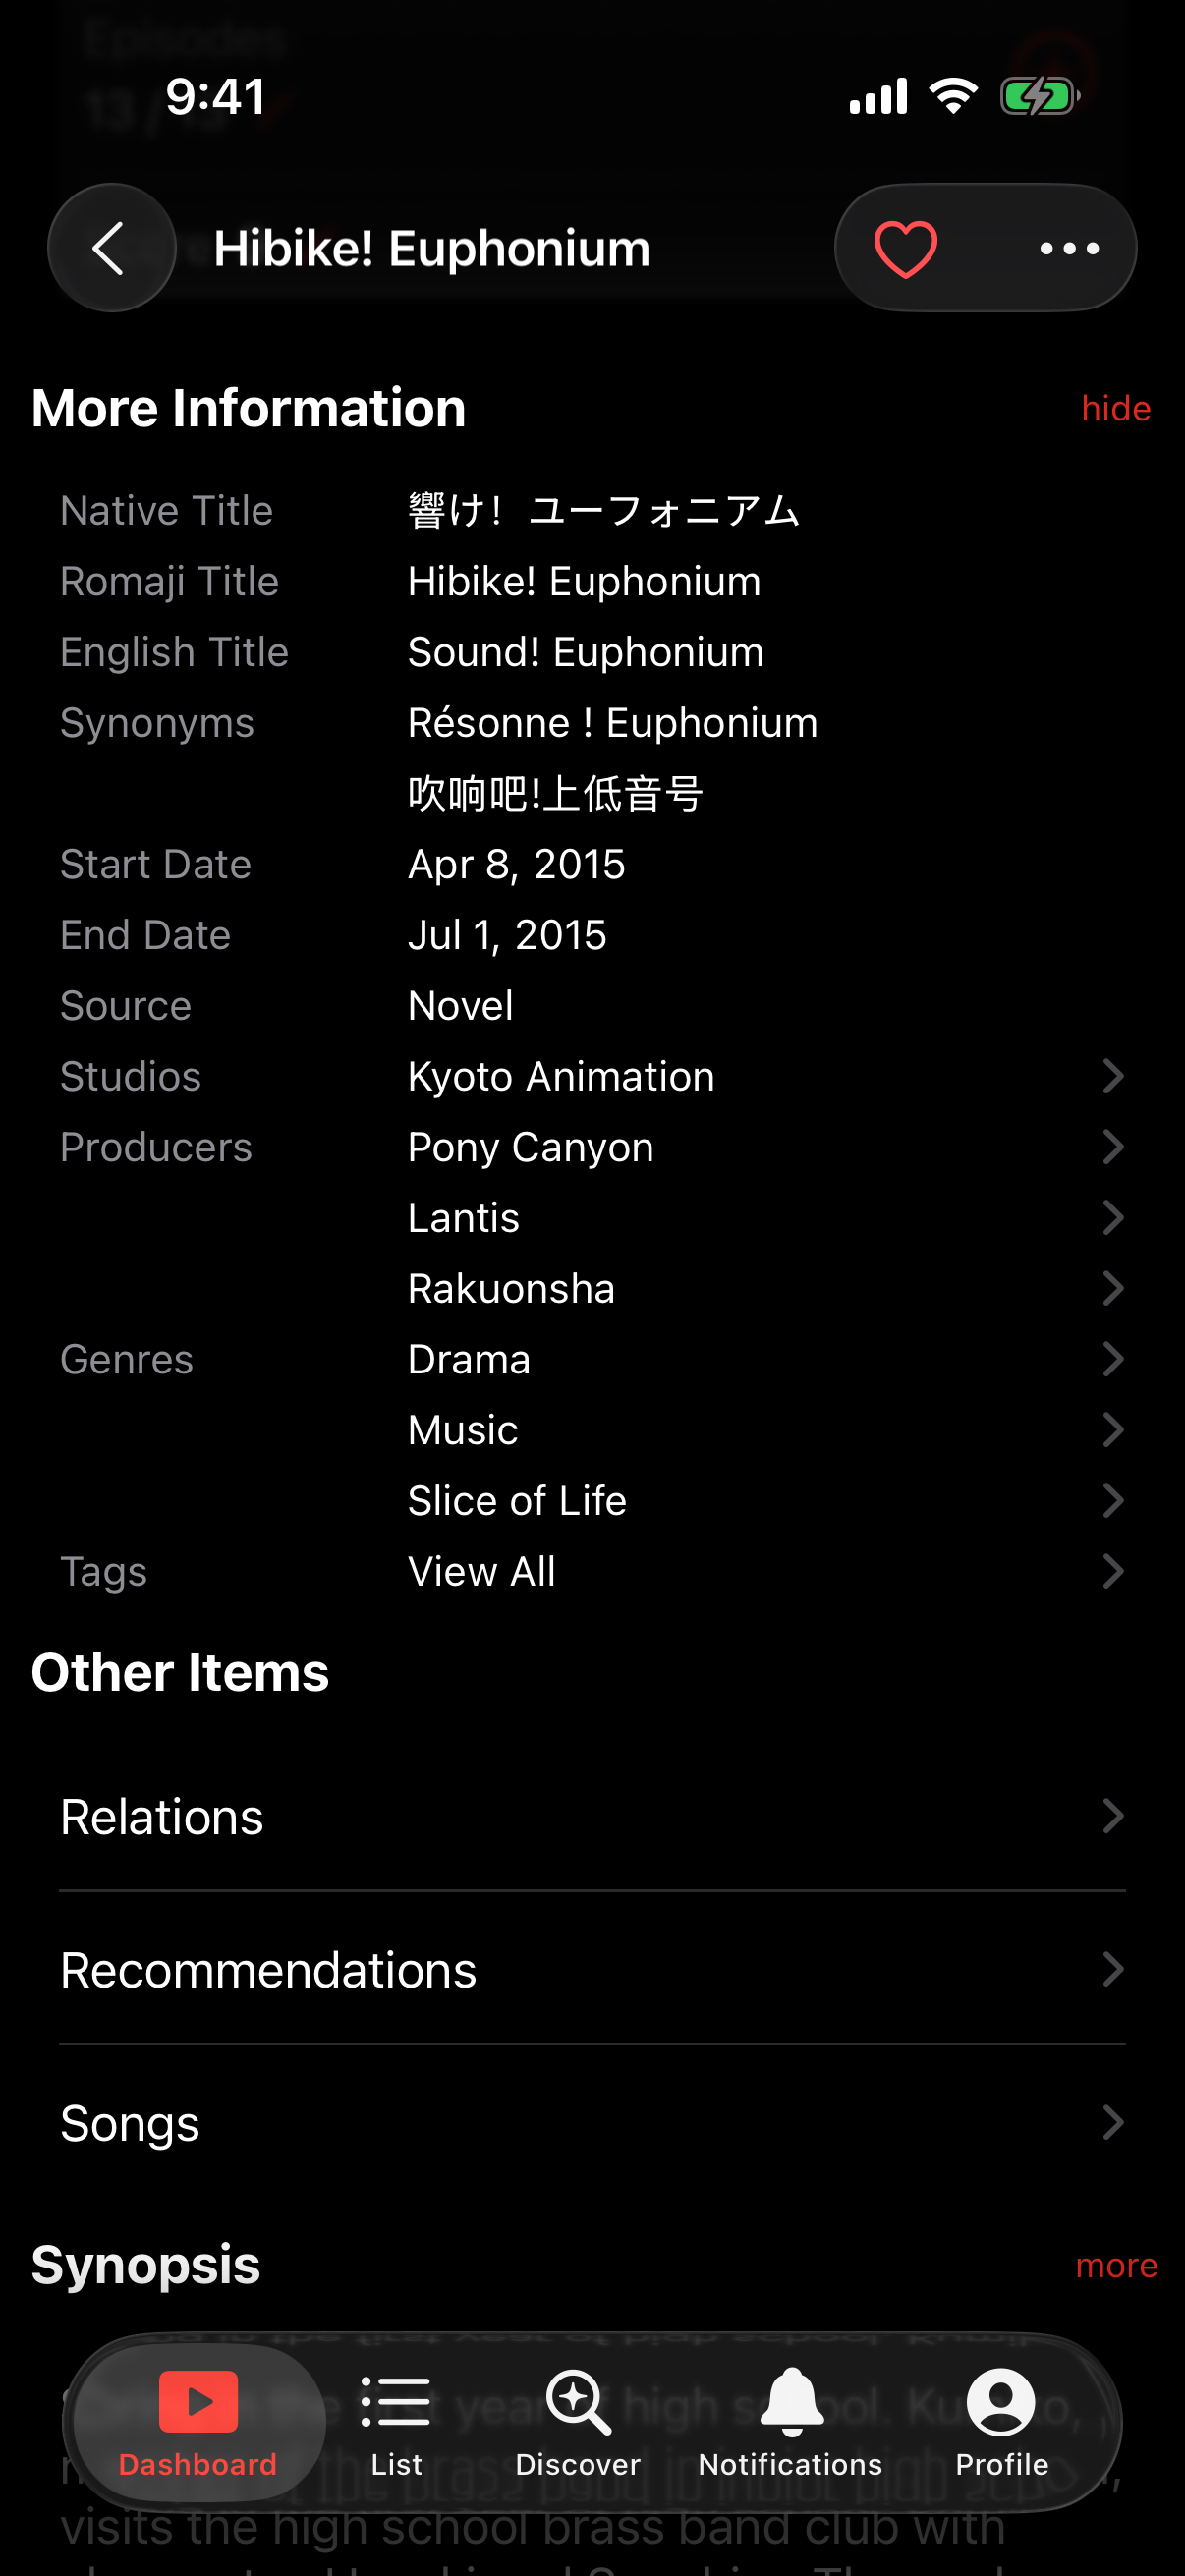 Episodes
9:41
Hibike! Euphonium
More Information
hide
Native Title
響け！ユーフォニアム
Romaji Title
Hibike! Euphonium
English Title
Sound! Euphonium
Synonyms
Résonne ! Euphonium
吹响吧!上低音号
Start Date
Apr 8, 2015
End Date
Jul 1, 2015
Source
Novel
Studios
Kyoto Animation
Producers
Pony Canyon
Lantis
Rakuonsha
Genres
Drama
Music
Slice of Life
Tags
View All
Other Items
Relations
Recommendations
Songs
Synopsis
more
first year of high school.
Dashboard
List
Discover
Notifications
Profile
visits the high school brass band club with